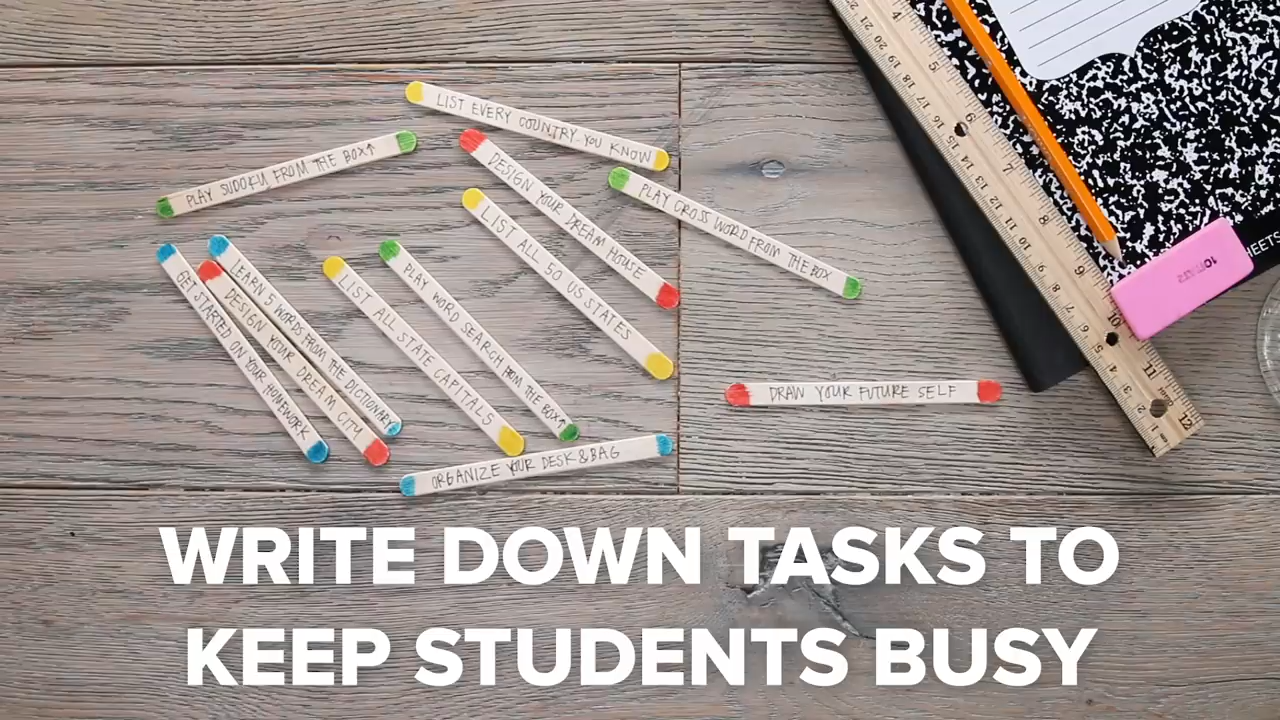 LIST EVERY COUNTRY YOU KNOW
PLAY SUDOKU FROM THE BOX↑
DESIGN YOUR DREAM HOUSE
PLAY CROSS WORD FROM THE BOX
LIST ALL 50 US STATES
LEARN 5 WORDS FROM THE DICTIONARY
GET STARTED ON YOUR HOMEWORK
DESIGN YOUR DREAM CITY
LIST ALL STATE CAPITALS
PLAY WORD SEARCH FROM THE BOX↑
DRAW YOUR FUTURE SELF
ORGANIZE YOUR DESK & BAG
WRITE DOWN TASKS TO
KEEP STUDENTS BUSY